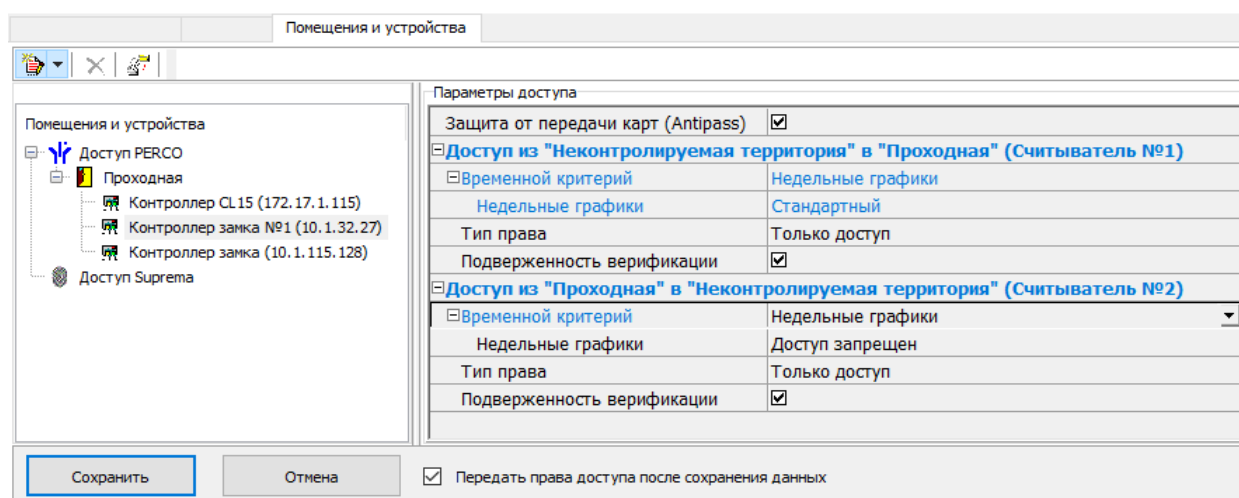 Помещения и устройства
Параметры доступа
Помещения и устройства
Доступ PERCO
Проходная
Контроллер CL15 (172.17.1.115)
Контроллер замка №1 (10.1.32.27)
Контроллер замка (10.1.115.128)
Доступ Suprema
Защита от передачи карт (Antipass)
Доступ из "Неконтролируемая территория" в "Проходная" (Считыватель №1)
Временной критерий Недельные графики
Недельные графики Стандартный
Тип права Только доступ
Подверженность верификации
Доступ из "Проходная" в "Неконтролируемая территория" (Считыватель №2)
Временной критерий Недельные графики
Недельные графики Доступ запрещен
Тип права Только доступ
Подверженность верификации
Сохранить Отмена Передать права доступа после сохранения данных